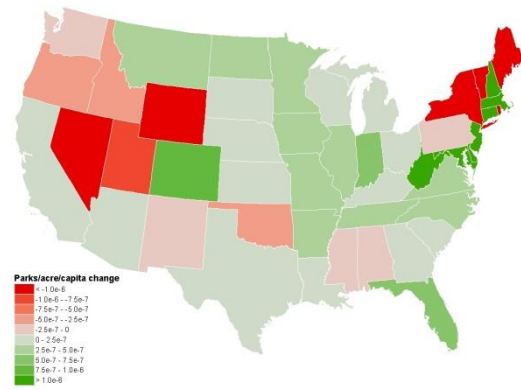 Parks/acre/capita change
< -1.0e-6
-1.0e-6 - -7.5e-7
-7.5e-7 - -5.0e-7
-5.0e-7 - -2.5e-7
-2.5e-7 - 0
0 - 2.5e-7
2.5e-7 - 5.0e-7
5.0e-7 - 7.5e-7
7.5e-7 - 1.0e-6
> 1.0e-6